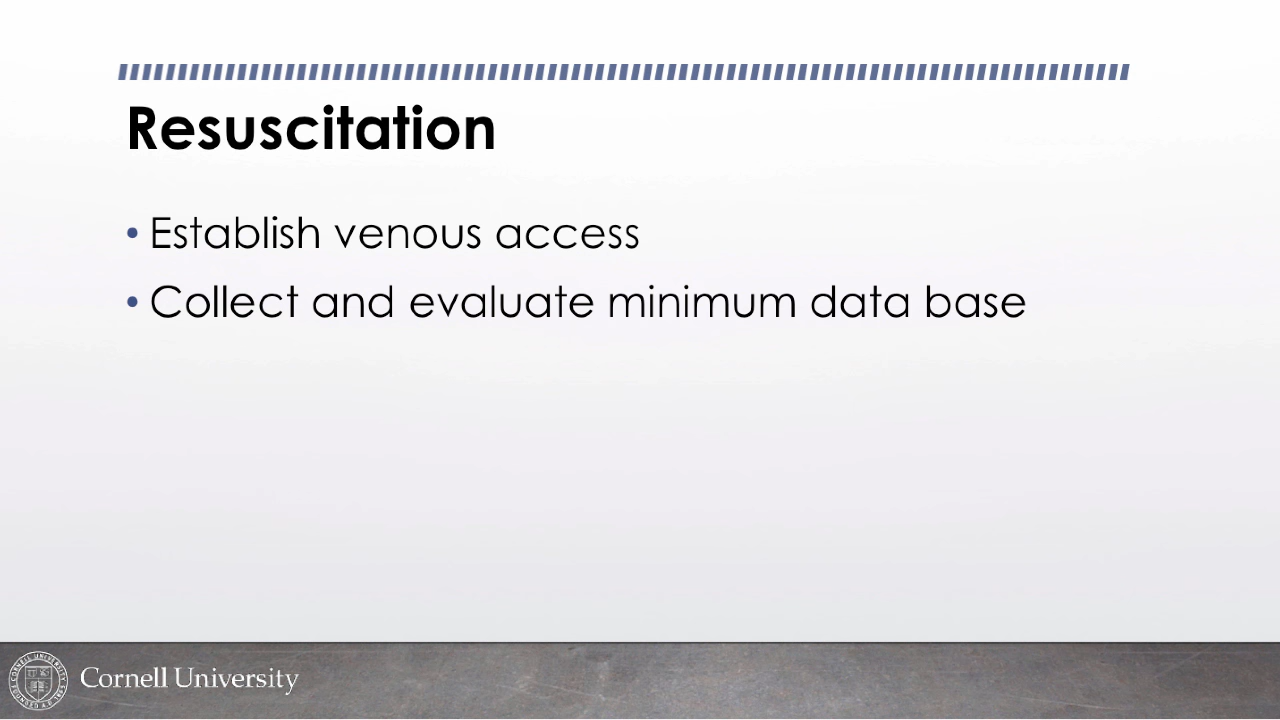 Resuscitation
• Establish venous access
• Collect and evaluate minimum data base
Cornell University